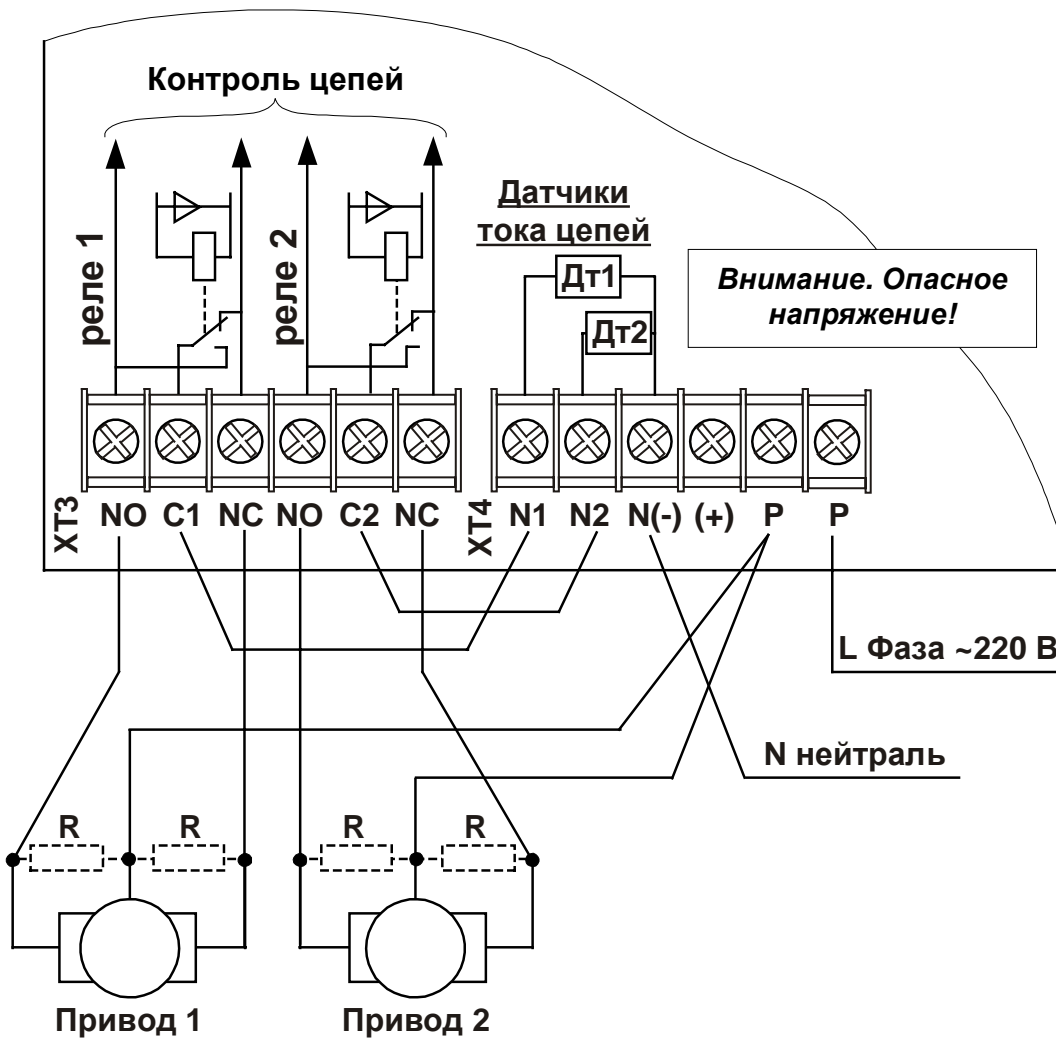 Контроль цепей
реле 1
реле 2
Датчики
тока цепей
Дт1
Дт2
Внимание. Опасное
напряжение!
XT3
NO C1 NC NO C2 NC
XT4
N1 N2 N(-) (+) P P
L Фаза ~220 В
N нейтраль
R R R R
Привод 1 Привод 2